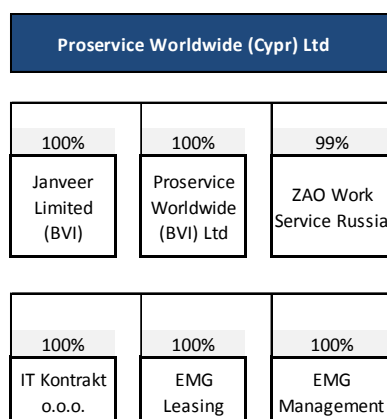 Proservice Worldwide (Cypr) Ltd
100% 100% 99%
Janveer
Limited
(BVI)
Proservice
Worldwide
(BVI) Ltd
ZAO Work
Service Russia
100% 100% 100%
IT Kontrakt
o.o.o.
EMG
Leasing
EMG
Management